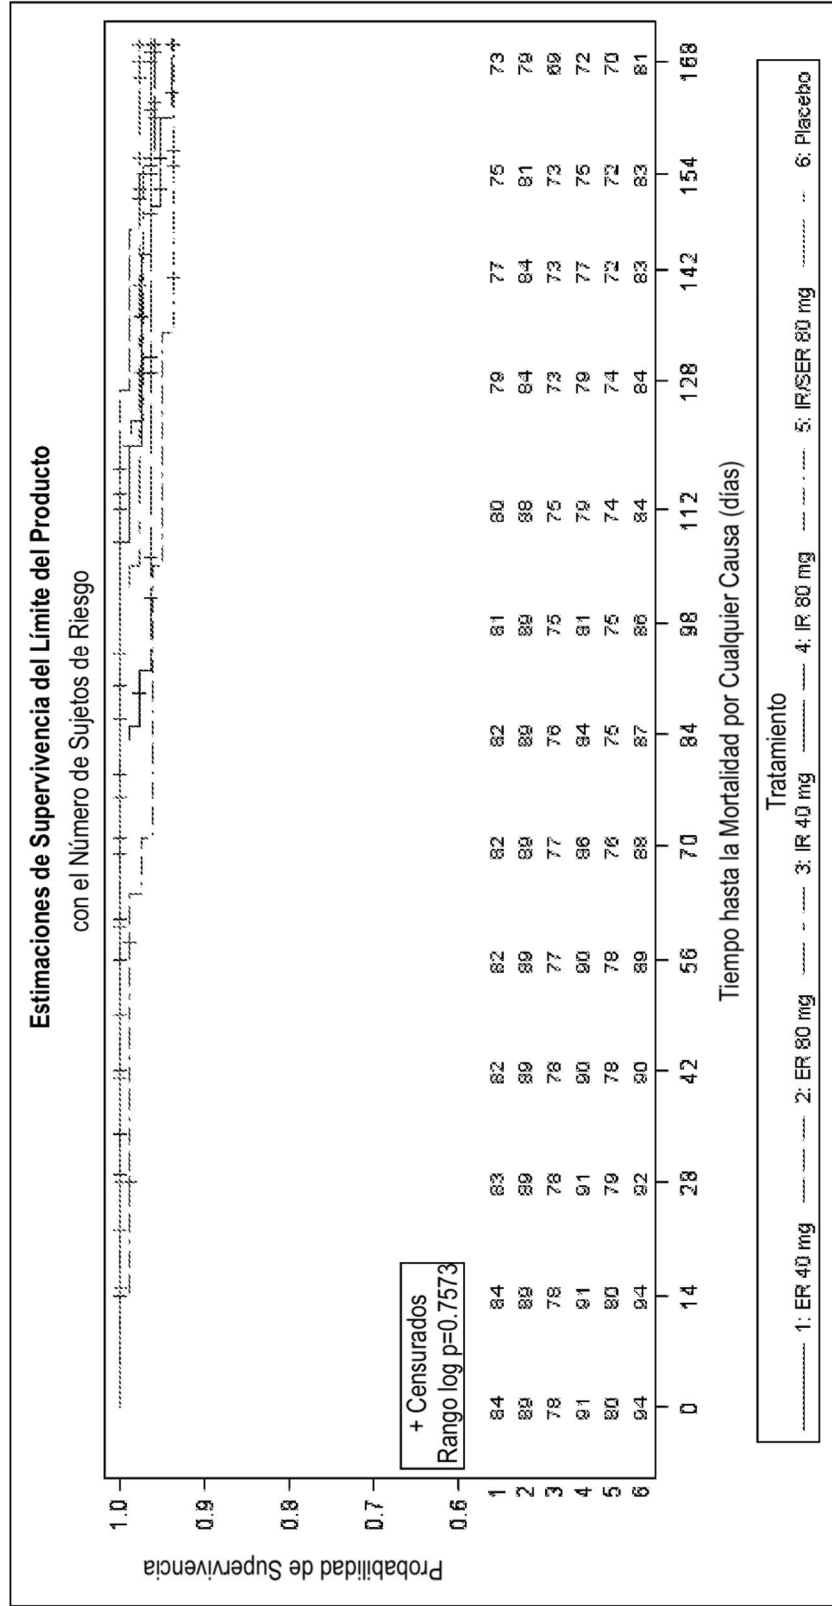 Estimaciones de Supervivencia del Límite del Producto
con el Número de Sujetos de Riesgo
Probabilidad de Supervivencia
1.0
0.9
0.8
0.7
0.6
+ Censurados
Rango log p=0.7573
1 84 84 83 82 82 82 82 81 80 79 77 75 73
2 89 89 89 89 89 89 89 89 88 84 84 81 79
3 78 78 78 78 77 77 76 75 75 73 73 73 69
4 91 91 91 90 90 86 84 81 79 79 77 75 72
5 80 80 79 78 78 76 75 75 74 74 72 72 70
6 94 94 92 90 89 88 87 86 84 84 83 83 81
0 14 28 42 56 70 84 98 112 128 142 154 168
Tiempo hasta la Mortalidad por Cualquier Causa (días)
Tratamiento
1: ER 40 mg 2: ER 80 mg 3: IR 40 mg 4: IR 80 mg 5: IR/SER 80 mg 6: Placebo